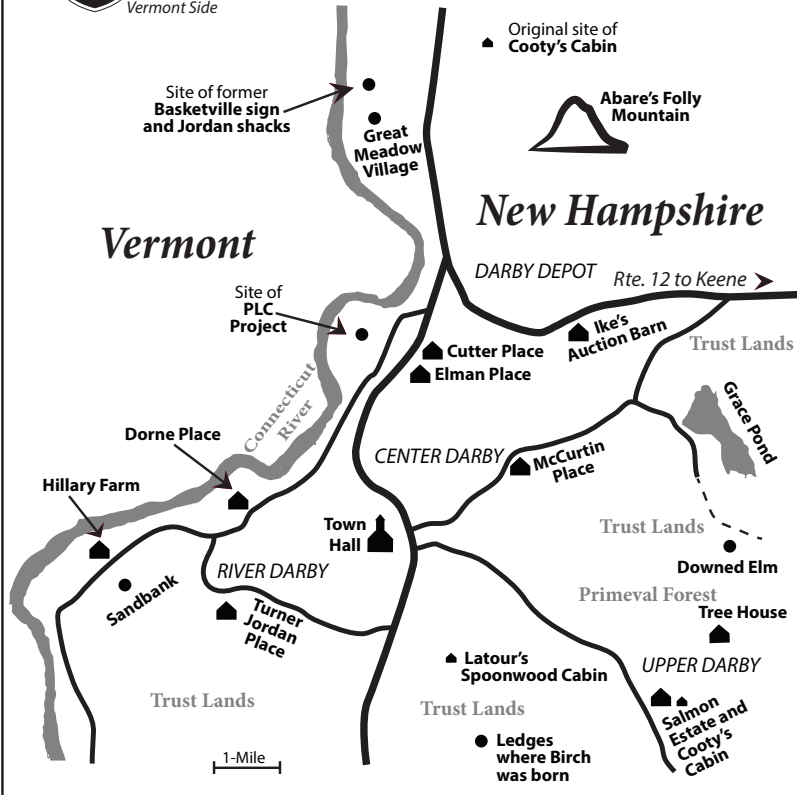 Vermont Side
Original site of
Cooty's Cabin
Site of former
Basketville sign
and Jordan shacks
Great
Meadow
Village
Abare's Folly
Mountain
Vermont
New Hampshire
DARBY DEPOT
Rte. 12 to Keene
Site of
PLC
Project
Ike's
Auction Barn
Cutter Place
Elman Place
Trust Lands
Connecticut
River
Grace Pond
Dorne Place
CENTER DARBY
McCurtin
Place
Hillary Farm
Town
Hall
Trust Lands
Downed Elm
RIVER DARBY
Sandbank
Primeval Forest
Turner
Jordan
Place
Tree House
Latour's
Spoonwood Cabin
UPPER DARBY
Trust Lands
Trust Lands
Salmon
Estate and
Cooty's
Cabin
Ledges
where Birch
was born
1-Mile